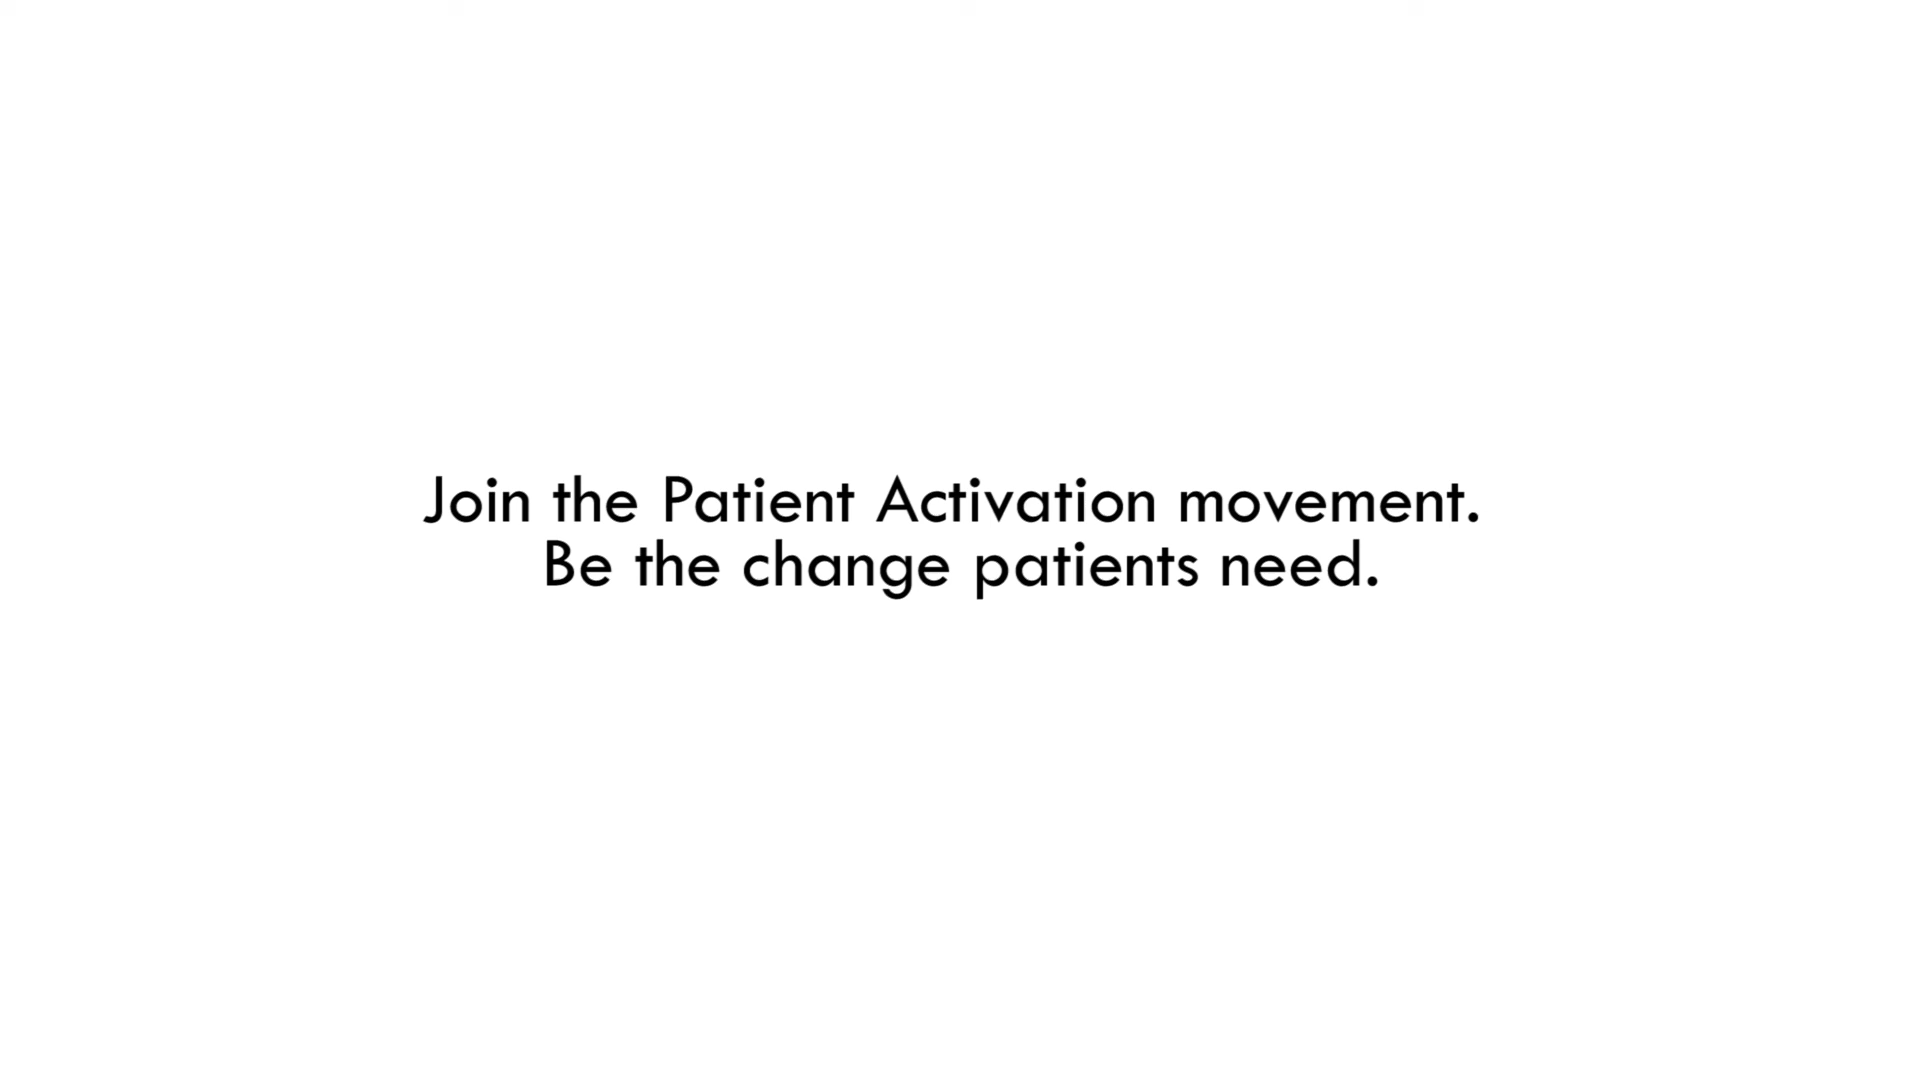 Join the Patient Activation movement.
Be the change patients need.